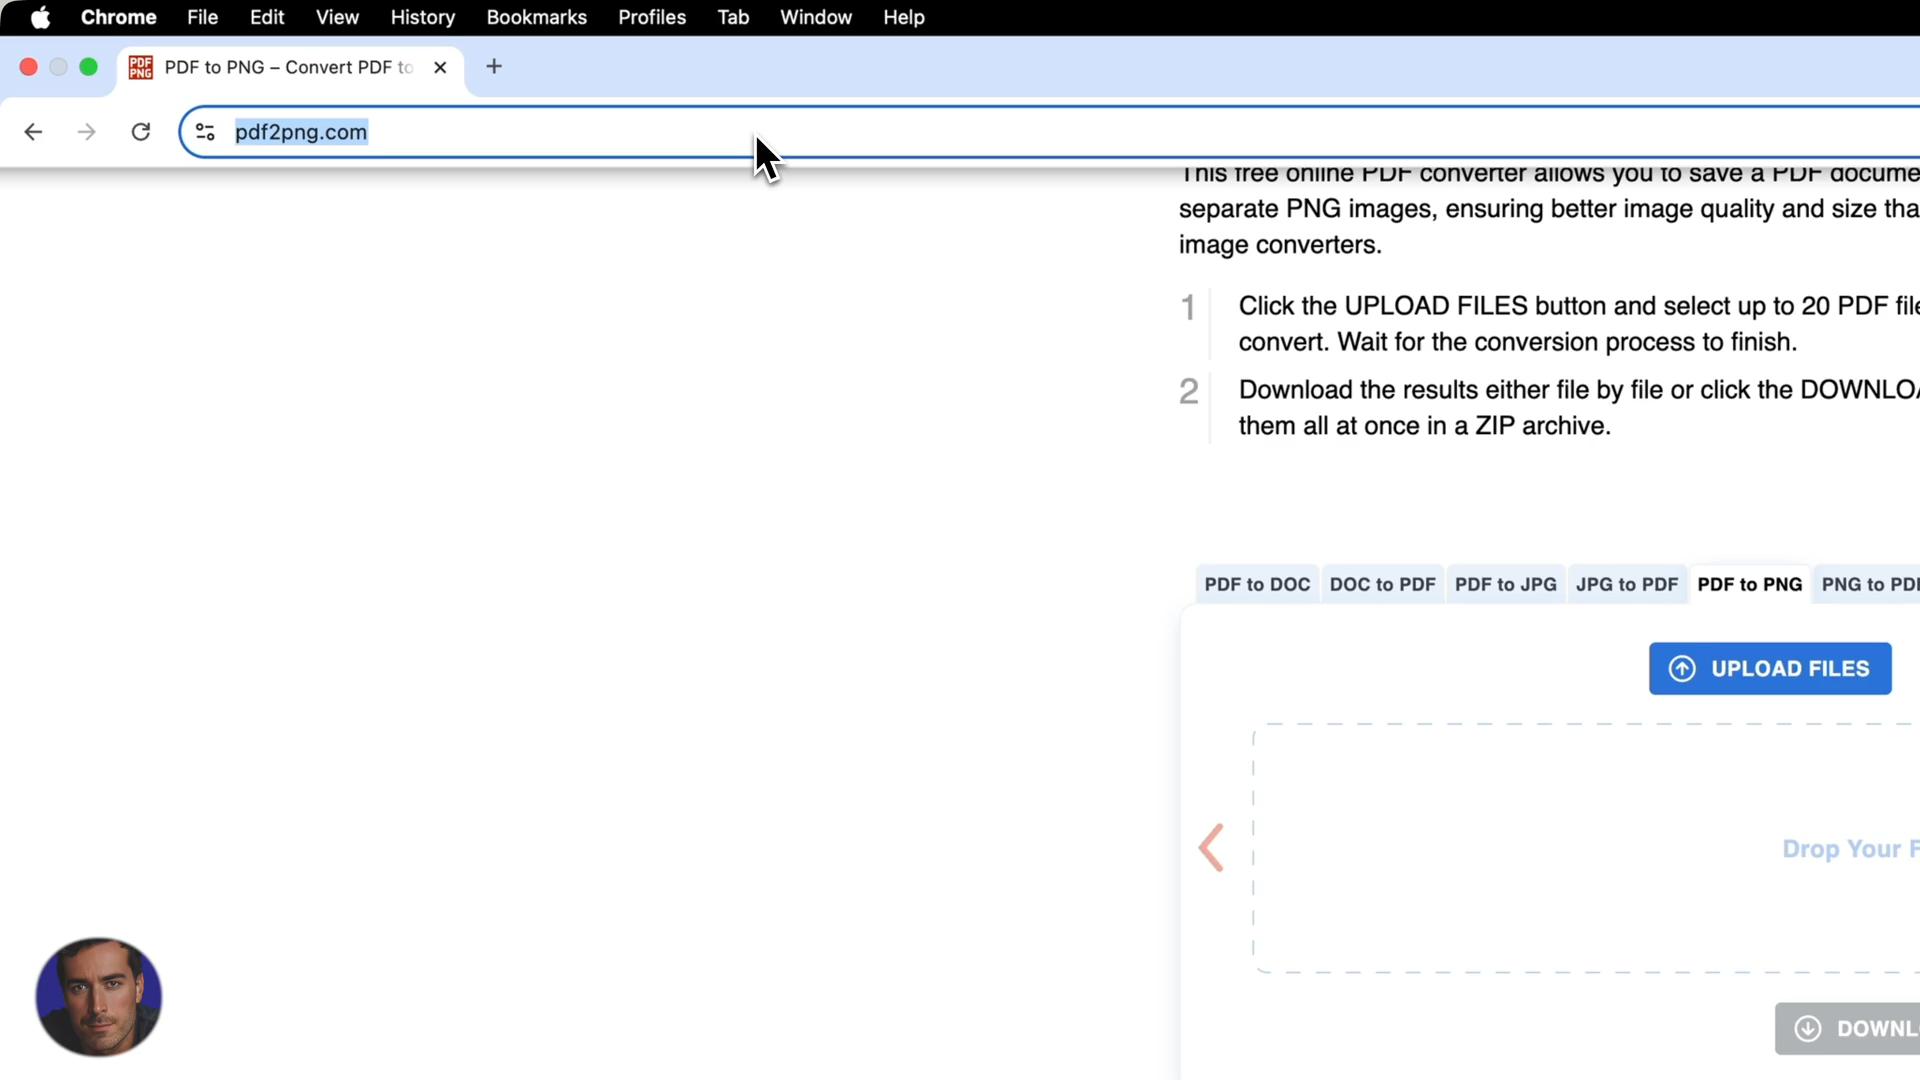 Chrome File Edit View History Bookmarks Profiles Tab Window Help
PDF PNG PDF to PNG – Convert PDF to
pdf2png.com
This free online PDF converter allows you to save a PDF docume
separate PNG images, ensuring better image quality and size tha
image converters.
1 Click the UPLOAD FILES button and select up to 20 PDF file
convert. Wait for the conversion process to finish.
2 Download the results either file by file or click the DOWNLOA
them all at once in a ZIP archive.
PDF to DOC DOC to PDF PDF to JPG JPG to PDF PDF to PNG PNG to PDF
UPLOAD FILES
Drop Your F
DOWNLO